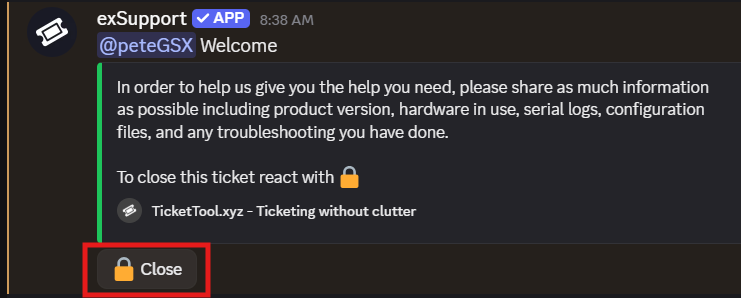 exSupport ✓ APP 8:38 AM
@peteGSX Welcome
In order to help us give you the help you need, please share as much information
as possible including product version, hardware in use, serial logs, configuration
files, and any troubleshooting you have done.
To close this ticket react with 🔒
TicketTool.xyz - Ticketing without clutter
🔒 Close